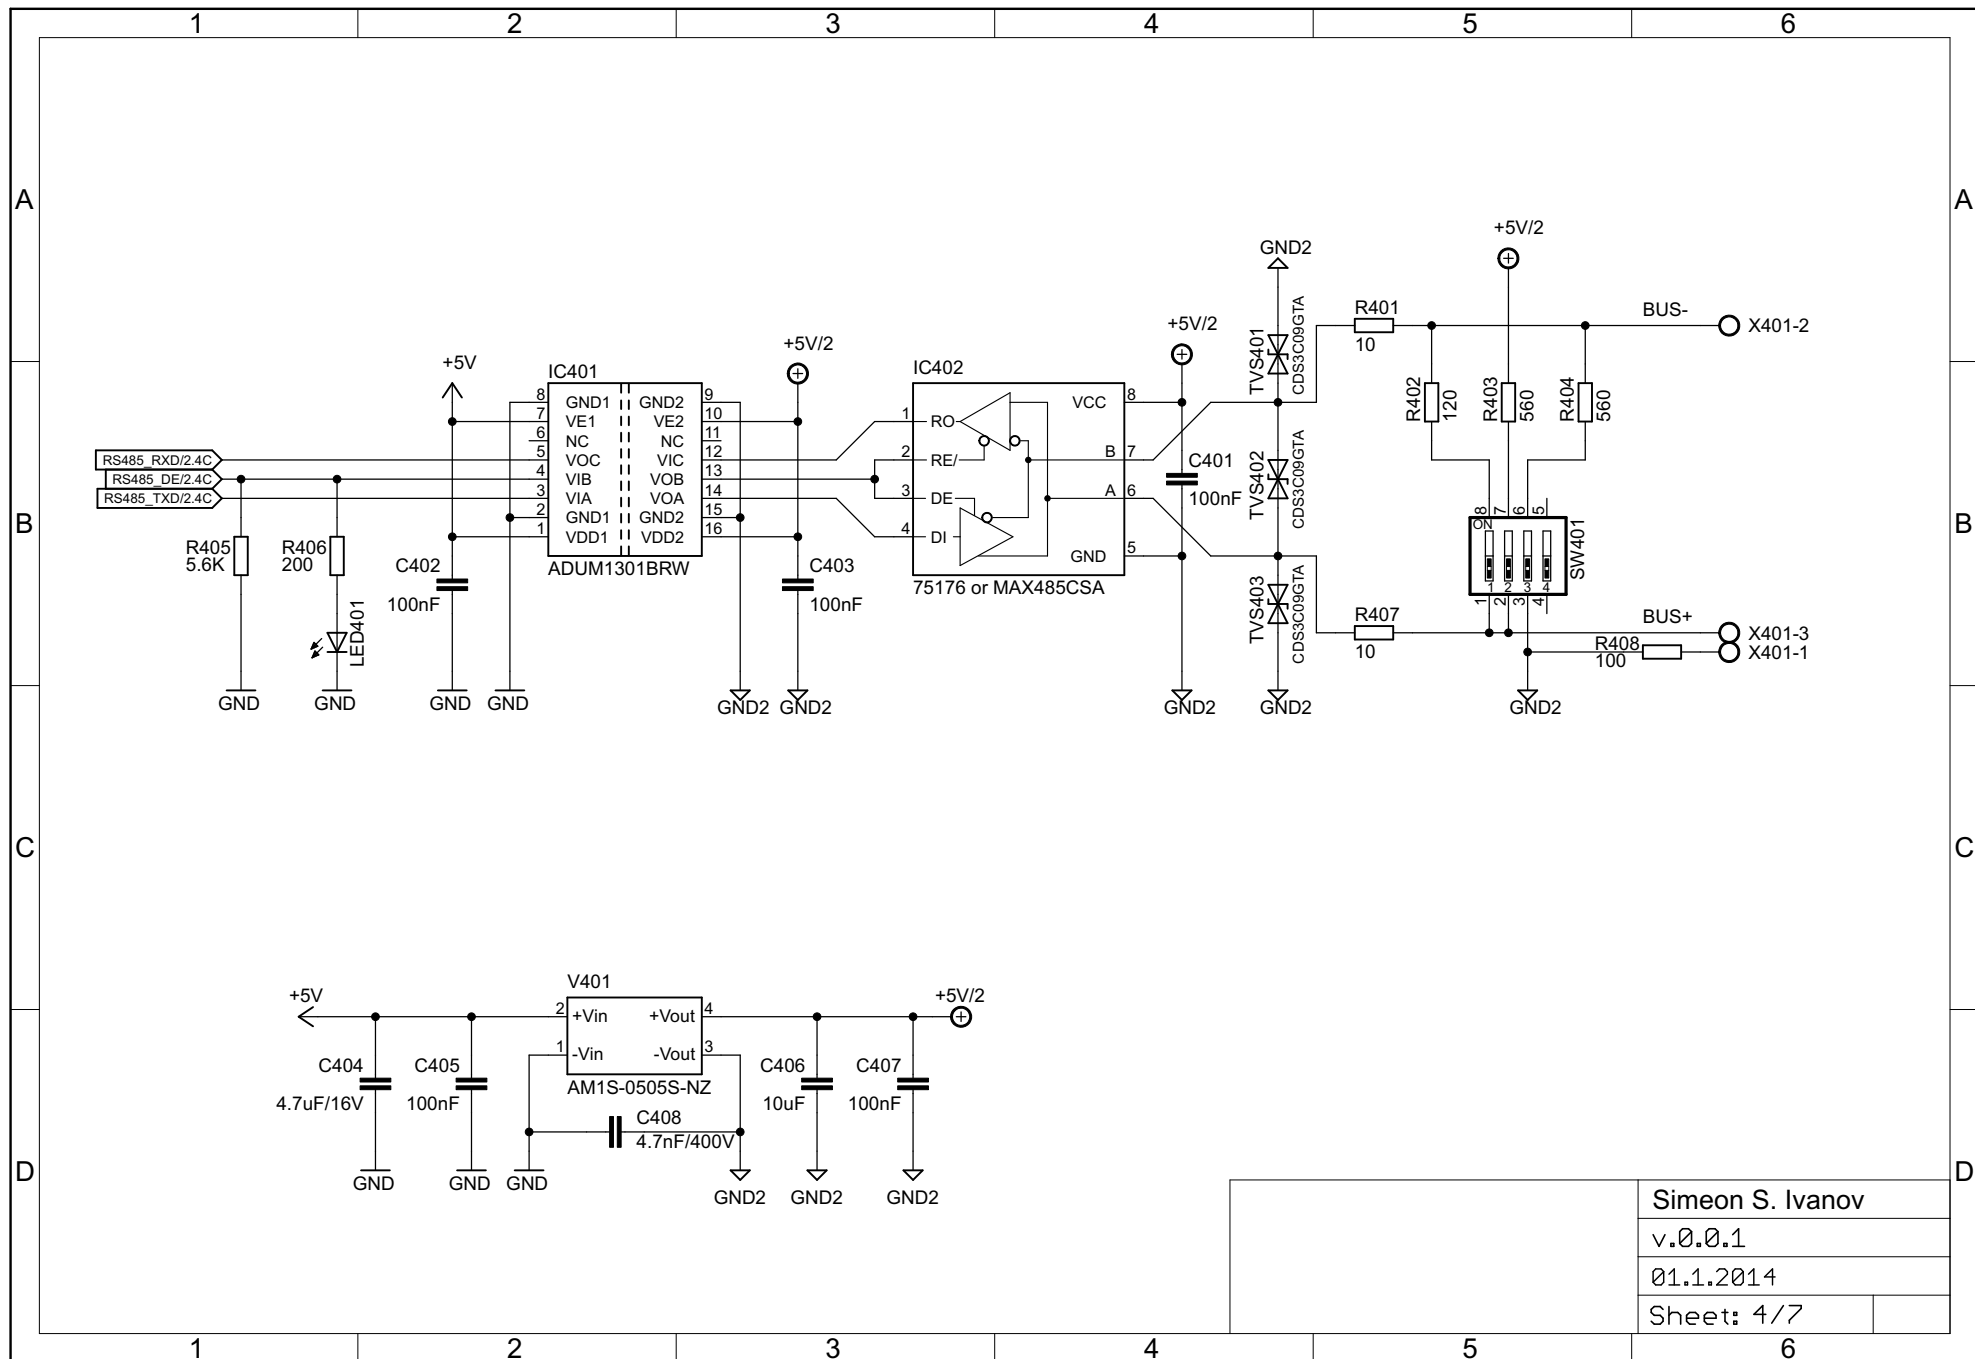 1 2 3 4 5 6
A A
B B
C C
D D
+5V/2
GND2
R401
10
BUS-
X401-2
TVS401
CDS3C09GTA
+5V/2
+5V/2
+5V
IC401
8 GND1 GND2 9
7 VE1 VE2 10
6 NC NC 11
5 VOC VIC 12
4 VIB VOB 13
3 VIA VOA 14
2 GND1 GND2 15
1 VDD1 VDD2 16
ADUM1301BRW
RS485_RXD/2.4C
RS485_DE/2.4C
RS485_TXD/2.4C
R405
5.6K
R406
200
LED401
C402
100nF
C403
100nF
IC402
1 RO
2 RE/
3 DE
4 DI
VCC 8
B 7
A 6
GND 5
75176 or MAX485CSA
C401
100nF
TVS402
CDS3C09GTA
TVS403
CDS3C09GTA
R402
120
R403
560
R404
560
8 7 6 5
ON
1 2 3 4
1 2 3 4
SW401
R407
10
BUS+
X401-3
R408
100
X401-1
GND
GND
GND
GND
GND2
GND2
GND2
GND2
GND2
+5V
V401
2 +Vin +Vout 4
1 -Vin -Vout 3
AM1S-0505S-NZ
+5V/2
C404
4.7uF/16V
C405
100nF
C408
4.7nF/400V
C406
10uF
C407
100nF
GND
GND
GND
GND2
GND2
GND2
Simeon S. Ivanov
v.0.0.1
01.1.2014
Sheet: 4/7
1 2 3 4 5 6